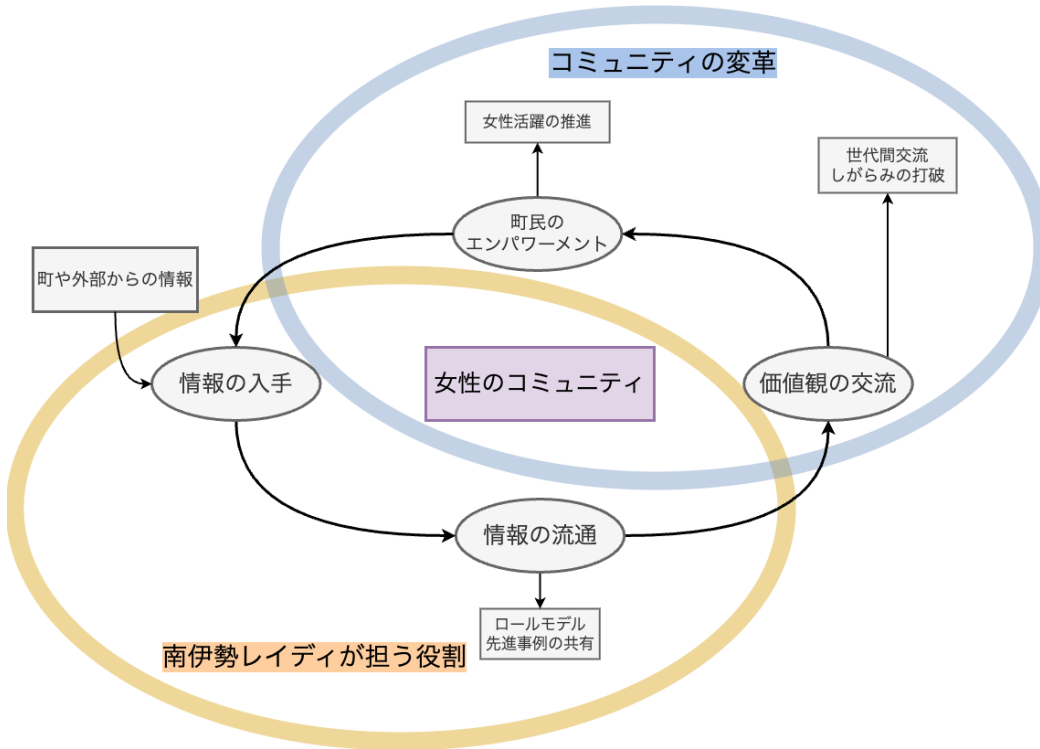 コミュニティの変革
女性活躍の推進
世代間交流
しがらみの打破
町民の
エンパワーメント
町や外部からの情報
情報の入手
女性のコミュニティ
価値観の交流
情報の流通
ロールモデル
先進事例の共有
南伊勢レイディが担う役割